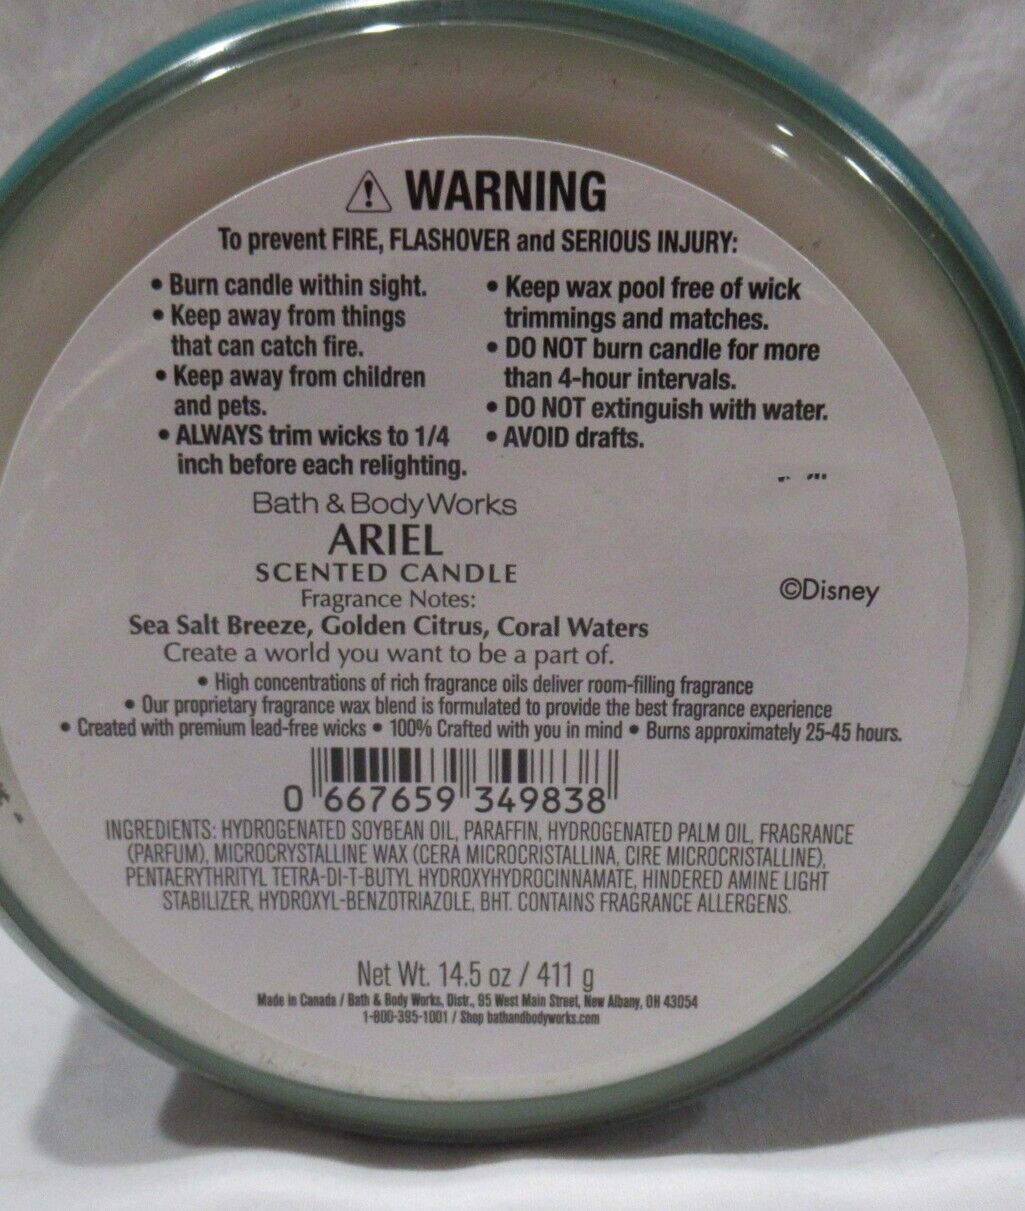 WARNING
To prevent FIRE, FLASHOVER and SERIOUS INJURY:
• Burn candle within sight.
• Keep away from things
that can catch fire.
• Keep away from children
and pets.
• ALWAYS trim wicks to 1/4
inch before each relighting.
• Keep wax pool free of wick
trimmings and matches.
• DO NOT burn candle for more
than 4-hour intervals.
• DO NOT extinguish with water.
• AVOID drafts.
Bath & Body Works
ARIEL
SCENTED CANDLE
Fragrance Notes:
Sea Salt Breeze, Golden Citrus, Coral Waters
Create a world you want to be a part of.
©Disney
• High concentrations of rich fragrance oils deliver room-filling fragrance
• Our proprietary fragrance wax blend is formulated to provide the best fragrance experience
• Created with premium lead-free wicks • 100% Crafted with you in mind • Burns approximately 25-45 hours.
0 667659 349838
INGREDIENTS: HYDROGENATED SOYBEAN OIL, PARAFFIN, HYDROGENATED PALM OIL, FRAGRANCE
(PARFUM), MICROCRYSTALLINE WAX (CERA MICROCRISTALLINA, CIRE MICROCRISTALLINE),
PENTAERYTHRITYL TETRA-DI-T-BUTYL HYDROXYHYDROCINNAMATE, HINDERED AMINE LIGHT
STABILIZER, HYDROXYL-BENZOTRIAZOLE, BHT. CONTAINS FRAGRANCE ALLERGENS.
Net Wt. 14.5 oz / 411 g
Made in Canada / Bath & Body Works, Distr., 95 West Main Street, New Albany, OH 43054
1-800-395-1001 / Shop bathandbodyworks.com